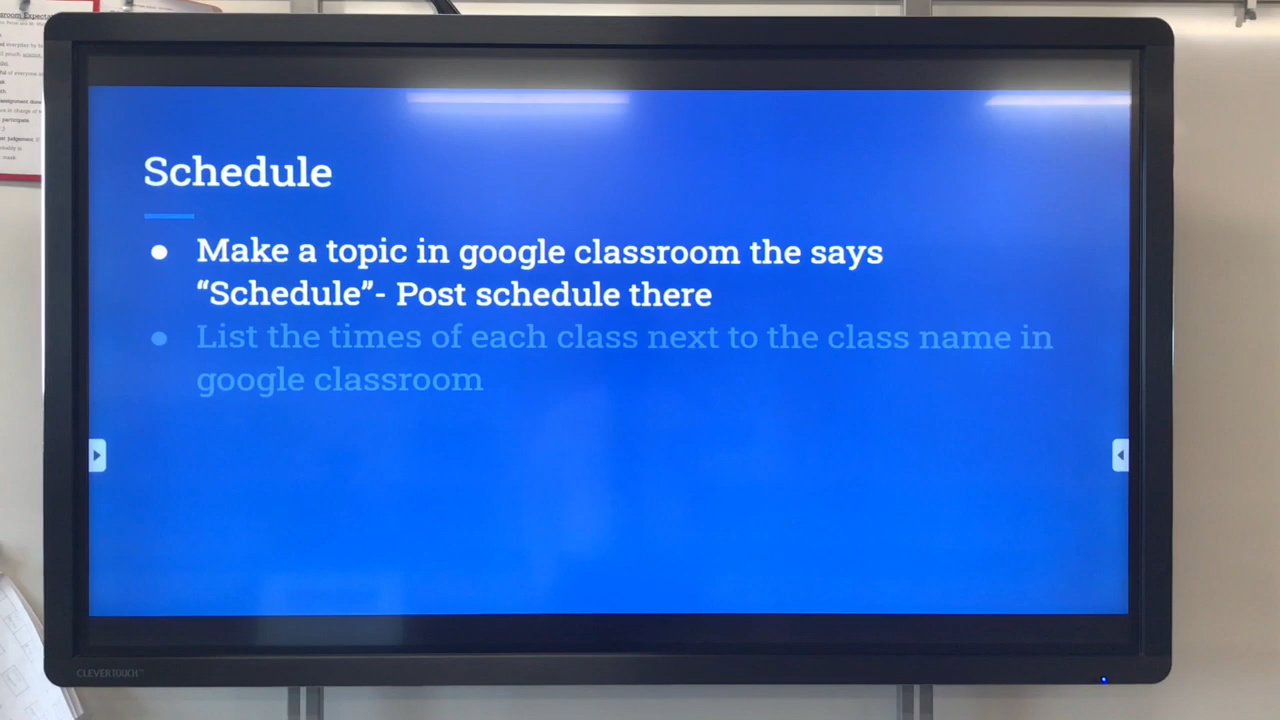 Schedule
● Make a topic in google classroom the says
“Schedule”- Post schedule there
● List the times of each class next to the class name in
google classroom
CLEVERTOUCH